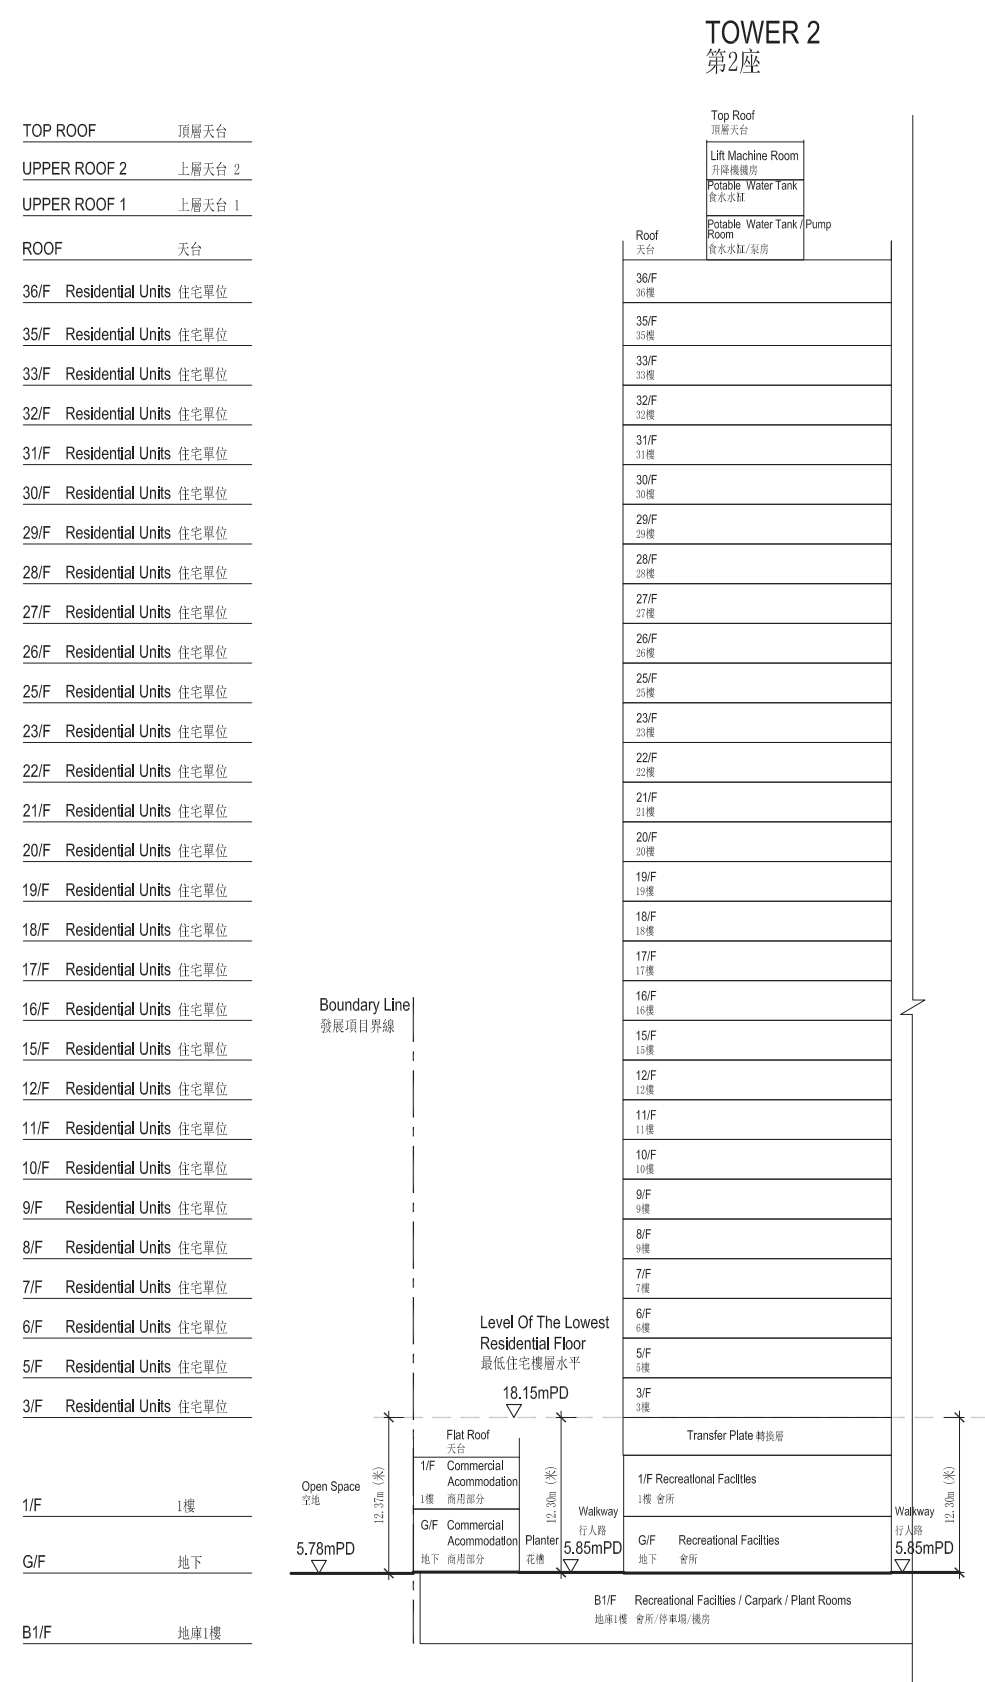 TOWER 2
第2座
TOP ROOF 頂層天台
UPPER ROOF 2 上層天台 2
UPPER ROOF 1 上層天台 1
ROOF 天台
36/F Residential Units 住宅單位
35/F Residential Units 住宅單位
33/F Residential Units 住宅單位
32/F Residential Units 住宅單位
31/F Residential Units 住宅單位
30/F Residential Units 住宅單位
29/F Residential Units 住宅單位
28/F Residential Units 住宅單位
27/F Residential Units 住宅單位
26/F Residential Units 住宅單位
25/F Residential Units 住宅單位
23/F Residential Units 住宅單位
22/F Residential Units 住宅單位
21/F Residential Units 住宅單位
20/F Residential Units 住宅單位
19/F Residential Units 住宅單位
18/F Residential Units 住宅單位
17/F Residential Units 住宅單位
16/F Residential Units 住宅單位
15/F Residential Units 住宅單位
12/F Residential Units 住宅單位
11/F Residential Units 住宅單位
10/F Residential Units 住宅單位
9/F Residential Units 住宅單位
8/F Residential Units 住宅單位
7/F Residential Units 住宅單位
6/F Residential Units 住宅單位
5/F Residential Units 住宅單位
3/F Residential Units 住宅單位
1/F 1樓
G/F 地下
B1/F 地庫1樓
Top Roof
頂層天台
Lift Machine Room
升降機機房
Potable Water Tank
食水水缸
Potable Water Tank / Pump
Room
食水水缸/泵房
Roof
天台
36/F
36樓
35/F
35樓
33/F
33樓
32/F
32樓
31/F
31樓
30/F
30樓
29/F
29樓
28/F
28樓
27/F
27樓
26/F
26樓
25/F
25樓
23/F
23樓
22/F
22樓
21/F
21樓
20/F
20樓
19/F
19樓
18/F
18樓
17/F
17樓
16/F
16樓
15/F
15樓
12/F
12樓
11/F
11樓
10/F
10樓
9/F
9樓
8/F
9樓
7/F
7樓
6/F
6樓
5/F
5樓
3/F
3樓
Transfer Plate 轉換層
1/F Recreational Facilties
1樓 會所
G/F Recreational Facilties
地下 會所
B1/F Recreational Facilties / Carpark / Plant Rooms
地庫1樓 會所/停車場/機房
Boundary Line
發展項目界線
Level Of The Lowest
Residential Floor
最低住宅樓層水平
18.15mPD
Flat Roof
天台
1/F Commercial
Acommodation
1樓 商用部分
G/F Commercial
Acommodation
地下 商用部分
Planter
花槽
Open Space
空地
5.78mPD
12.37m (米)
12.30m (米)
Walkway
行人路
5.85mPD
Walkway
行人路
5.85mPD
12.30m (米)